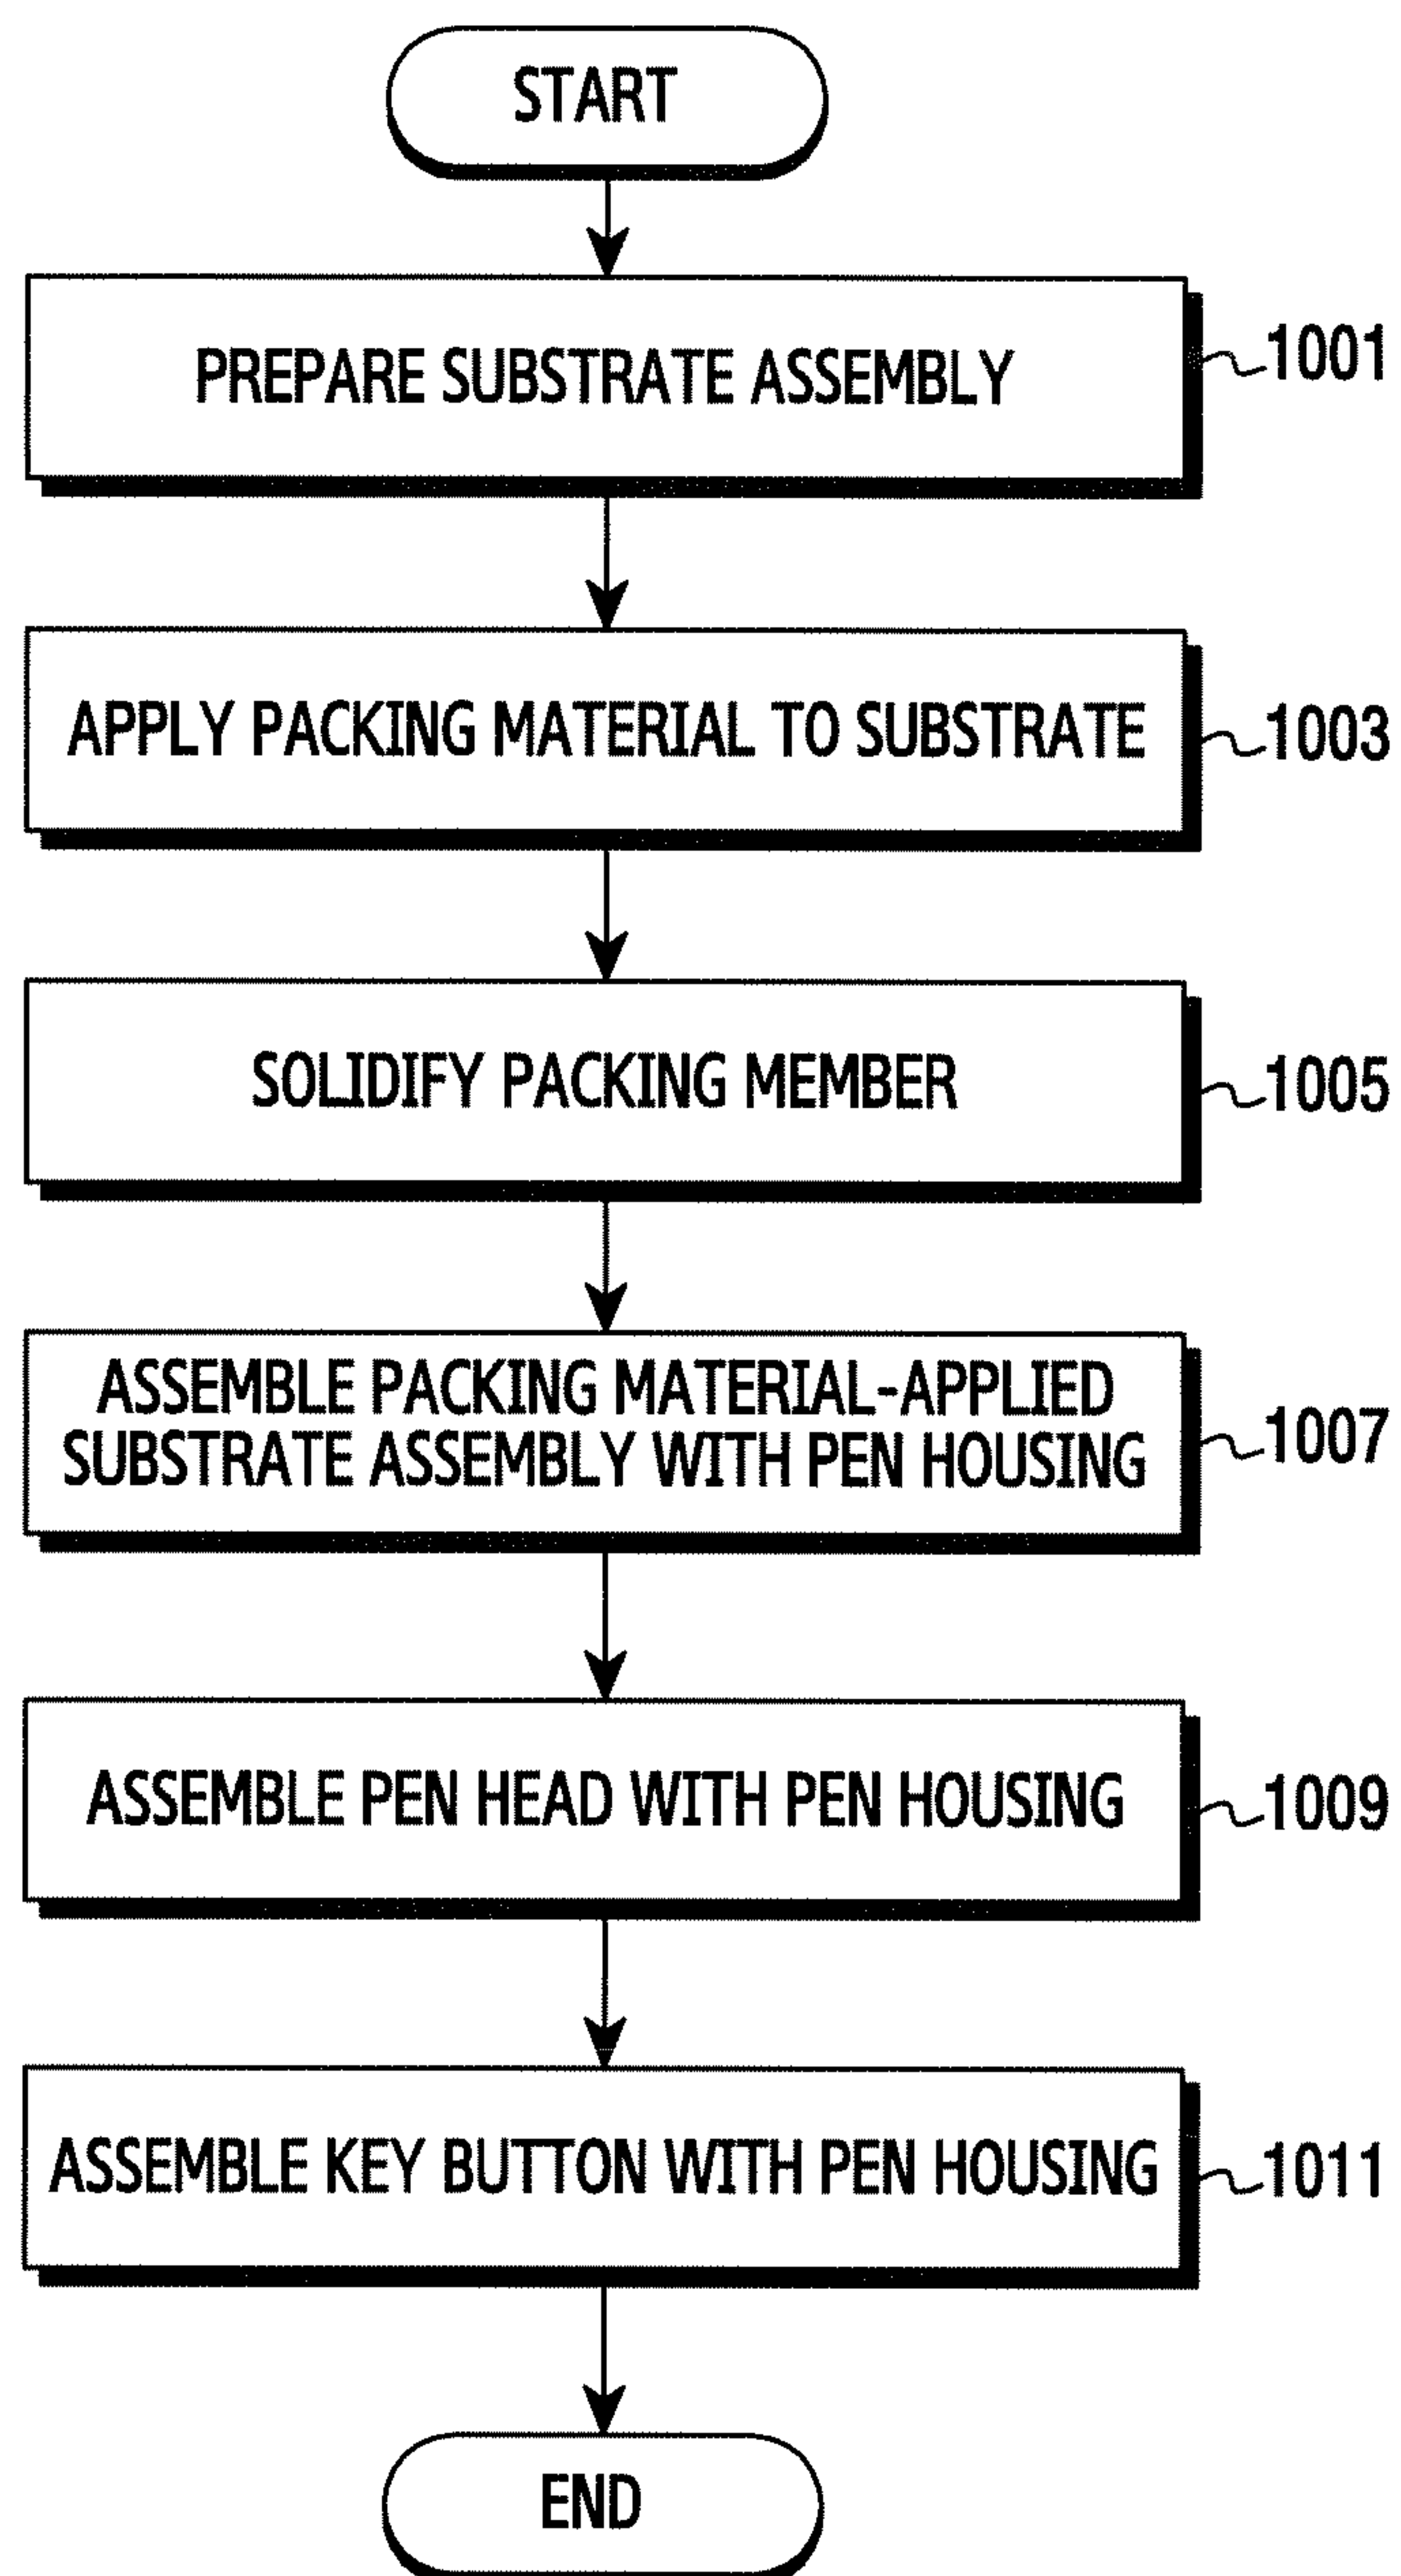 START
PREPARE SUBSTRATE ASSEMBLY
1001
APPLY PACKING MATERIAL TO SUBSTRATE
1003
SOLIDIFY PACKING MEMBER
1005
ASSEMBLE PACKING MATERIAL-APPLIED
SUBSTRATE ASSEMBLY WITH PEN HOUSING
1007
ASSEMBLE PEN HEAD WITH PEN HOUSING
1009
ASSEMBLE KEY BUTTON WITH PEN HOUSING
1011
END